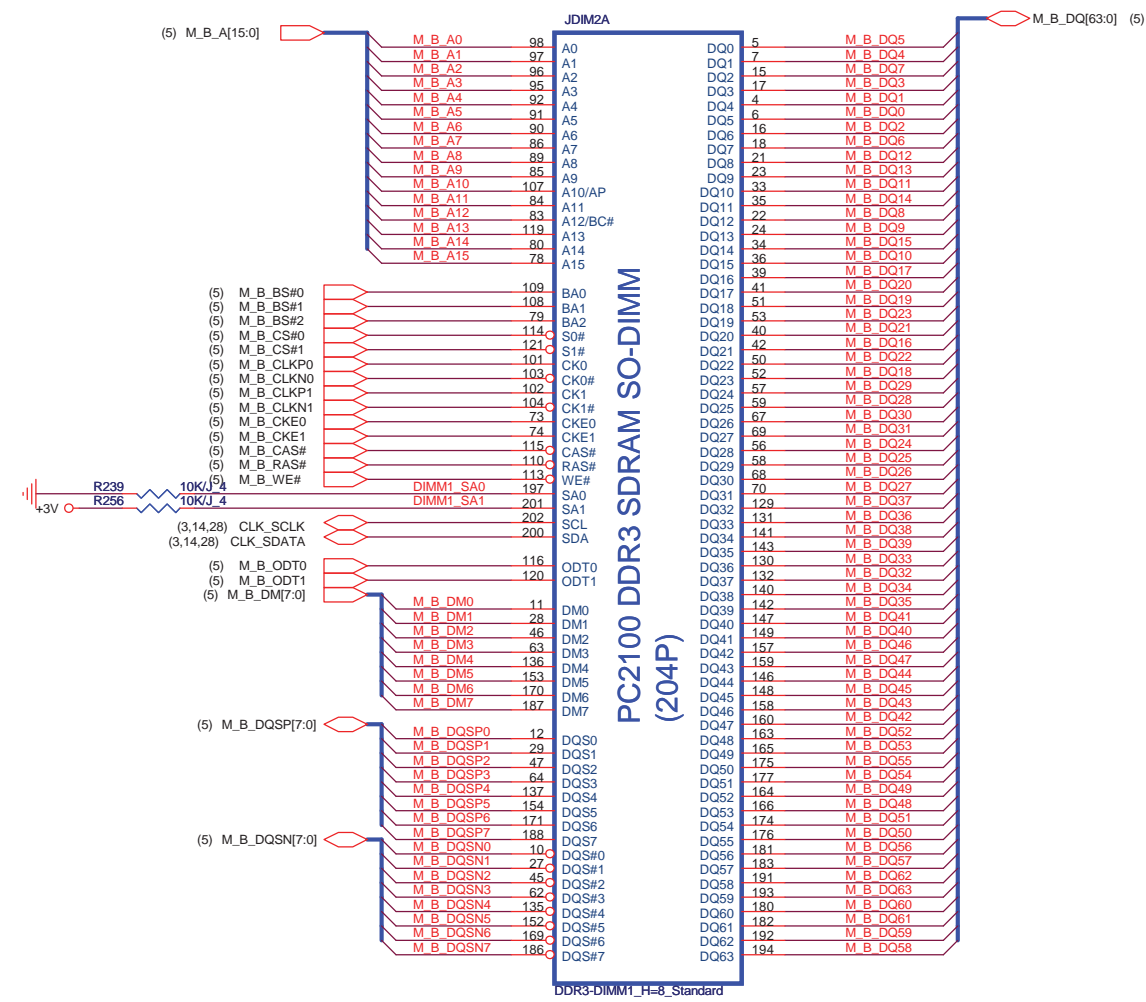 JDIM2A
(5) M_B_A[15:0]
M_B_DQ[63:0] (5)
M_B_A0 98 A0 DQ0 5 M_B_DQ5
M_B_A1 97 A1 DQ1 7 M_B_DQ4
M_B_A2 96 A2 DQ2 15 M_B_DQ7
M_B_A3 95 A3 DQ3 17 M_B_DQ3
M_B_A4 92 A4 DQ4 4 M_B_DQ1
M_B_A5 91 A5 DQ5 6 M_B_DQ0
M_B_A6 90 A6 DQ6 16 M_B_DQ2
M_B_A7 86 A7 DQ7 18 M_B_DQ6
M_B_A8 89 A8 DQ8 21 M_B_DQ12
M_B_A9 85 A9 DQ9 23 M_B_DQ13
M_B_A10 107 A10/AP DQ10 33 M_B_DQ11
M_B_A11 84 A11 DQ11 35 M_B_DQ14
M_B_A12 83 A12/BC# DQ12 22 M_B_DQ8
M_B_A13 119 A13 DQ13 24 M_B_DQ9
M_B_A14 80 A14 DQ14 34 M_B_DQ15
M_B_A15 78 A15 DQ15 36 M_B_DQ10
DQ16 39 M_B_DQ17
(5) M_B_BS#0 109 BA0 DQ17 41 M_B_DQ20
(5) M_B_BS#1 108 BA1 DQ18 51 M_B_DQ19
(5) M_B_BS#2 79 BA2 DQ19 53 M_B_DQ23
(5) M_B_CS#0 114 S0# DQ20 40 M_B_DQ21
(5) M_B_CS#1 121 S1# DQ21 42 M_B_DQ16
(5) M_B_CLKP0 101 CK0 DQ22 50 M_B_DQ22
(5) M_B_CLKN0 103 CK0# DQ23 52 M_B_DQ18
(5) M_B_CLKP1 102 CK1 DQ24 57 M_B_DQ29
(5) M_B_CLKN1 104 CK1# DQ25 59 M_B_DQ28
(5) M_B_CKE0 73 CKE0 DQ26 67 M_B_DQ30
(5) M_B_CKE1 74 CKE1 DQ27 69 M_B_DQ31
(5) M_B_CAS# 115 CAS# DQ28 56 M_B_DQ24
(5) M_B_RAS# 110 RAS# DQ29 58 M_B_DQ25
(5) M_B_WE# 113 WE# DQ30 68 M_B_DQ26
R239 10K/J_4 DIMM1_SA0 197 SA0 DQ31 70 M_B_DQ27
+3V R256 10K/J_4 DIMM1_SA1 201 SA1 DQ32 129 M_B_DQ37
(3,14,28) CLK_SCLK 202 SCL DQ33 131 M_B_DQ36
(3,14,28) CLK_SDATA 200 SDA DQ34 141 M_B_DQ38
DQ35 143 M_B_DQ39
(5) M_B_ODT0 116 ODT0 DQ36 130 M_B_DQ33
(5) M_B_ODT1 120 ODT1 DQ37 132 M_B_DQ32
(5) M_B_DM[7:0] DQ38 140 M_B_DQ34
M_B_DM0 11 DM0 DQ39 142 M_B_DQ35
M_B_DM1 28 DM1 DQ40 147 M_B_DQ41
M_B_DM2 46 DM2 DQ41 149 M_B_DQ40
M_B_DM3 63 DM3 DQ42 157 M_B_DQ46
M_B_DM4 136 DM4 DQ43 159 M_B_DQ47
M_B_DM5 153 DM5 DQ44 146 M_B_DQ44
M_B_DM6 170 DM6 DQ45 148 M_B_DQ45
M_B_DM7 187 DM7 DQ46 158 M_B_DQ43
(5) M_B_DQSP[7:0] DQ47 160 M_B_DQ42
M_B_DQSP0 12 DQS0 DQ48 163 M_B_DQ52
M_B_DQSP1 29 DQS1 DQ49 165 M_B_DQ53
M_B_DQSP2 47 DQS2 DQ50 175 M_B_DQ55
M_B_DQSP3 64 DQS3 DQ51 177 M_B_DQ54
M_B_DQSP4 137 DQS4 DQ52 164 M_B_DQ49
M_B_DQSP5 154 DQS5 DQ53 166 M_B_DQ48
M_B_DQSP6 171 DQS6 DQ54 174 M_B_DQ51
M_B_DQSP7 188 DQS7 DQ55 176 M_B_DQ50
(5) M_B_DQSN[7:0]
M_B_DQSN0 10 DQS#0 DQ56 181 M_B_DQ56
M_B_DQSN1 27 DQS#1 DQ57 183 M_B_DQ57
M_B_DQSN2 45 DQS#2 DQ58 191 M_B_DQ62
M_B_DQSN3 62 DQS#3 DQ59 193 M_B_DQ63
M_B_DQSN4 135 DQS#4 DQ60 180 M_B_DQ60
M_B_DQSN5 152 DQS#5 DQ61 182 M_B_DQ61
M_B_DQSN6 169 DQS#6 DQ62 192 M_B_DQ59
M_B_DQSN7 186 DQS#7 DQ63 194 M_B_DQ58
PC2100 DDR3 SDRAM SO-DIMM
(204P)
DDR3-DIMM1_H=8_Standard